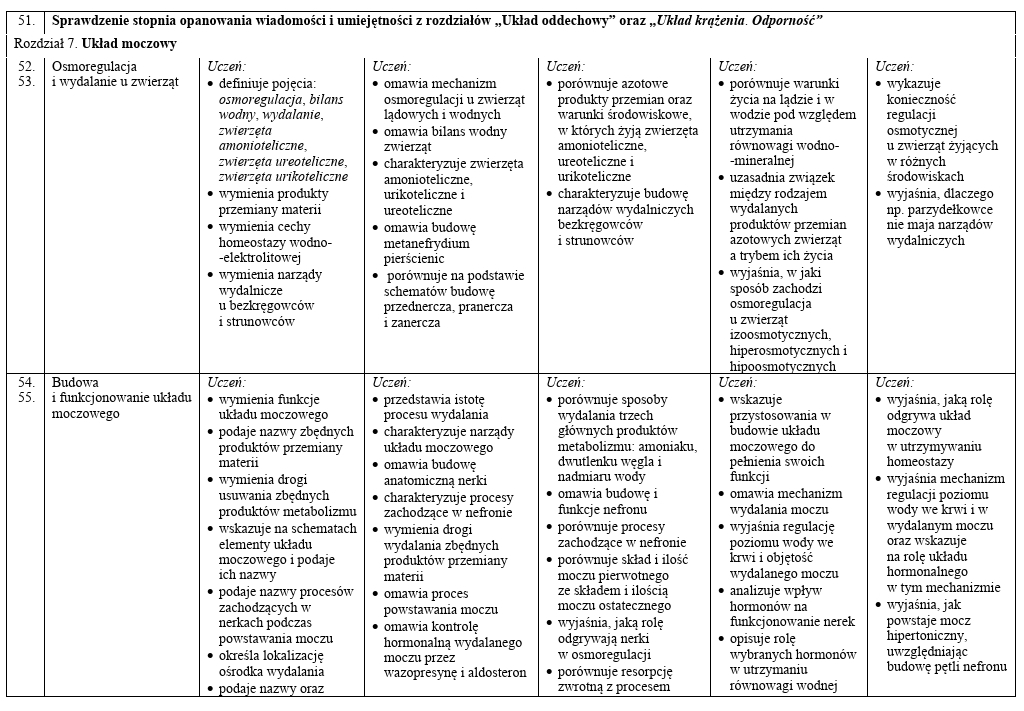 51. Sprawdzenie stopnia opanowania wiadomości i umiejętności z rozdziałów „Układ oddechowy” oraz „Układ krążenia. Odporność”
Rozdział 7. Układ moczowy
52.
53.
Osmoregulacja
i wydalanie u zwierząt
Uczeń:
• definiuje pojęcia:
osmoregulacja, bilans
wodny, wydalanie,
zwierzęta
amonioteliczne,
zwierzęta ureoteliczne,
zwierzęta urikoteliczne
• wymienia produkty
przemiany materii
• wymienia cechy
homeostazy wodno-
-elektrolitowej
• wymienia narządy
wydalnicze
u bezkręgowców
i strunowców
Uczeń:
• omawia mechanizm
osmoregulacji u zwierząt
lądowych i wodnych
• omawia bilans wodny
zwierząt
• charakteryzuje zwierzęta
amonioteliczne,
urikoteliczne i
ureoteliczne
• omawia budowę
metanefrydium
pierścienic
• porównuje na podstawie
schematów budowę
przednercza, pranercza
i zanercza
Uczeń:
• porównuje azotowe
produkty przemian oraz
warunki środowiskowe,
w których żyją zwierzęta
amonioteliczne,
ureoteliczne i
urikoteliczne
• charakteryzuje budowę
narządów wydalniczych
bezkręgowców
i strunowców
Uczeń:
• porównuje warunki
życia na lądzie i w
wodzie pod względem
utrzymania
równowagi wodno-
-mineralnej
• uzasadnia związek
między rodzajem
wydalanych
produktów przemian
azotowych zwierząt
a trybem ich życia
• wyjaśnia, w jaki
sposób zachodzi
osmoregulacja
u zwierząt
izoosmotycznych,
hiperosmotycznych i
hipoosmotycznych
Uczeń:
• wykazuje
konieczność
regulacji
osmotycznej
u zwierząt żyjących
w różnych
środowiskach
• wyjaśnia, dlaczego
np. parzydełkowce
nie maja narządów
wydalniczych
54.
55.
Budowa
i funkcjonowanie układu
moczowego
Uczeń:
• wymienia funkcje
układu moczowego
• podaje nazwy zbędnych
produktów przemiany
materii
• wymienia drogi
usuwania zbędnych
produktów metabolizmu
• wskazuje na schematach
elementy układu
moczowego i podaje
ich nazwy
• podaje nazwy procesów
zachodzących w
nerkach podczas
powstawania moczu
• określa lokalizację
ośrodka wydalania
• podaje nazwy oraz
Uczeń:
• przedstawia istotę
procesu wydalania
• charakteryzuje narządy
układu moczowego
• omawia budowę
anatomiczną nerki
• charakteryzuje procesy
zachodzące w nefronie
• wymienia drogi
wydalania zbędnych
produktów przemiany
materii
• omawia proces
powstawania moczu
• omawia kontrolę
hormonalną wydalanego
moczu przez
wazopresynę i aldosteron
Uczeń:
• porównuje sposoby
wydalania trzech
głównych produktów
metabolizmu: amoniaku,
dwutlenku węgla i
nadmiaru wody
• omawia budowę i
funkcje nefronu
• porównuje procesy
zachodzące w nefronie
• porównuje skład i ilość
moczu pierwotnego
ze składem i ilością
moczu ostatecznego
• wyjaśnia, jaką rolę
odgrywają nerki
w osmoregulacji
• porównuje resorpcję
zwrotną z procesem
Uczeń:
• wskazuje
przystosowania w
budowie układu
moczowego do
pełnienia swoich
funkcji
• omawia mechanizm
wydalania moczu
• wyjaśnia regulację
poziomu wody we
krwi i objętość
wydalanego moczu
• analizuje wpływ
hormonów na
funkcjonowanie nerek
• opisuje rolę
wybranych hormonów
w utrzymaniu
równowagi wodnej
Uczeń:
• wyjaśnia, jaką rolę
odgrywa układ
moczowy
w utrzymywaniu
homeostazy
• wyjaśnia mechanizm
regulacji poziomu
wody we krwi i w
wydalanym moczu
oraz wskazuje
na rolę układu
hormonalnego
w tym mechanizmie
• wyjaśnia, jak
powstaje mocz
hipertoniczny,
uwzględniając
budowę pętli nefronu